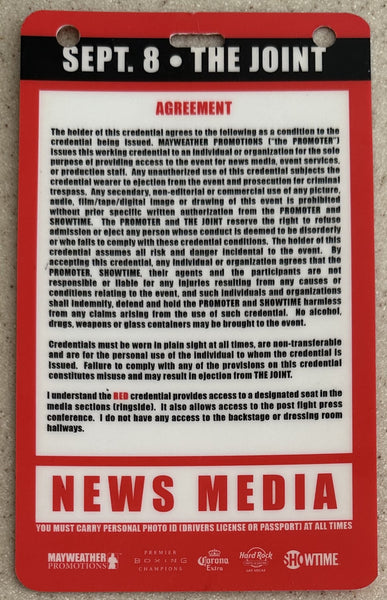 SEPT. 8 • THE JOINT
AGREEMENT
The holder of this credential agrees to the following as a condition to the
credential being issued. MAYWEATHER PROMOTIONS ("the PROMOTER")
issues this working credential to an individual or organization for the sole
purpose of providing access to the event for news media, event services,
or production staff. Any unauthorized use of this credential subjects the
credential wearer to ejection from the event and prosecution for criminal
trespass. Any secondary, non-editorial or commercial use of any picture,
audio, film/tape/digital image or drawing of this event is prohibited
without prior specific written authorization from the PROMOTER and
SHOWTIME. The PROMOTER and THE JOINT reserve the right to refuse
admission or eject any person whose conduct is deemed to be disorderly
or who fails to comply with these credential conditions. The holder of this
credential assumes all risk and danger incidental to the event. By
accepting this credential, any individual or organization agrees that the
PROMOTER, SHOWTIME, their agents and the participants are not
responsible or liable for any injuries resulting from any causes or
conditions relating to the event, and such individuals and organizations
shall indemnify, defend and hold the PROMOTER and SHOWTIME harmless
from any claims arising from the use of such credential. No alcohol,
drugs, weapons or glass containers may be brought to the event.
Credentials must be worn in plain sight at all times, are non-transferable
and are for the personal use of the individual to whom the credential is
issued. Failure to comply with any of the provisions on this credential
constitutes misuse and may result in ejection from THE JOINT.
I understand the RED credential provides access to a designated seat in the
media sections (ringside). It also allows access to the post fight press
conference. I do not have any access to the backstage or dressing room
hallways.
NEWS MEDIA
YOU MUST CARRY PERSONAL PHOTO ID (DRIVERS LICENSE OR PASSPORT) AT ALL TIMES
MAYWEATHER PROMOTIONS
PREMIER BOXING CHAMPIONS
Corona Extra
Hard Rock
SHOWTIME